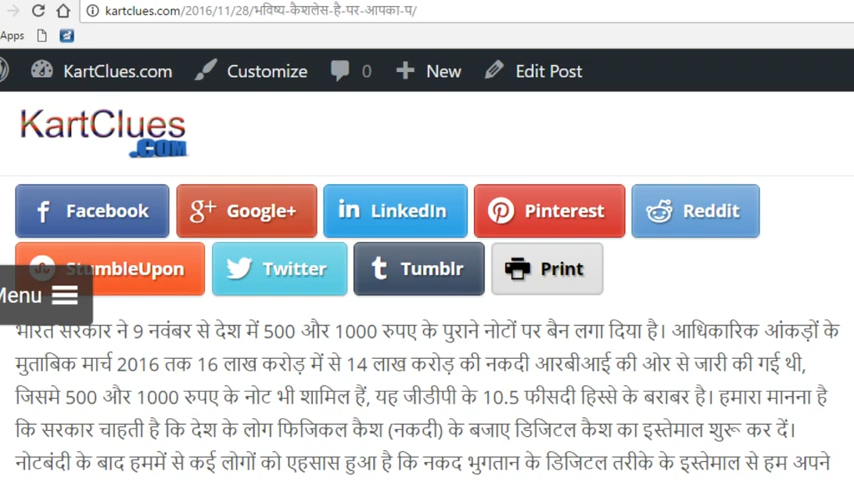 kartclues.com/2016/11/28/भविष्य-कैशलेस-है-पर-आपका-प/
Apps
KartClues.com Customize 0 New Edit Post
KartClues
.COM
Facebook Google+ LinkedIn Pinterest Reddit
StumbleUpon Twitter Tumblr Print
Menu
भारत सरकार ने 9 नवंबर से देश में 500 और 1000 रुपए के पुराने नोटों पर बैन लगा दिया है। आधिकारिक आंकड़ों के
मुताबिक मार्च 2016 तक 16 लाख करोड़ में से 14 लाख करोड़ की नकदी आरबीआई की ओर से जारी की गई थी,
जिसमे 500 और 1000 रुपए के नोट भी शामिल हैं, यह जीडीपी के 10.5 फीसदी हिस्से के बराबर है। हमारा मानना है
कि सरकार चाहती है कि देश के लोग फिजिकल कैश (नकदी) के बजाए डिजिटल कैश का इस्तेमाल शुरू कर दें।
नोटबंदी के बाद हममें से कई लोगों को एहसास हुआ है कि नकद भुगतान के डिजिटल तरीके के इस्तेमाल से हम अपने